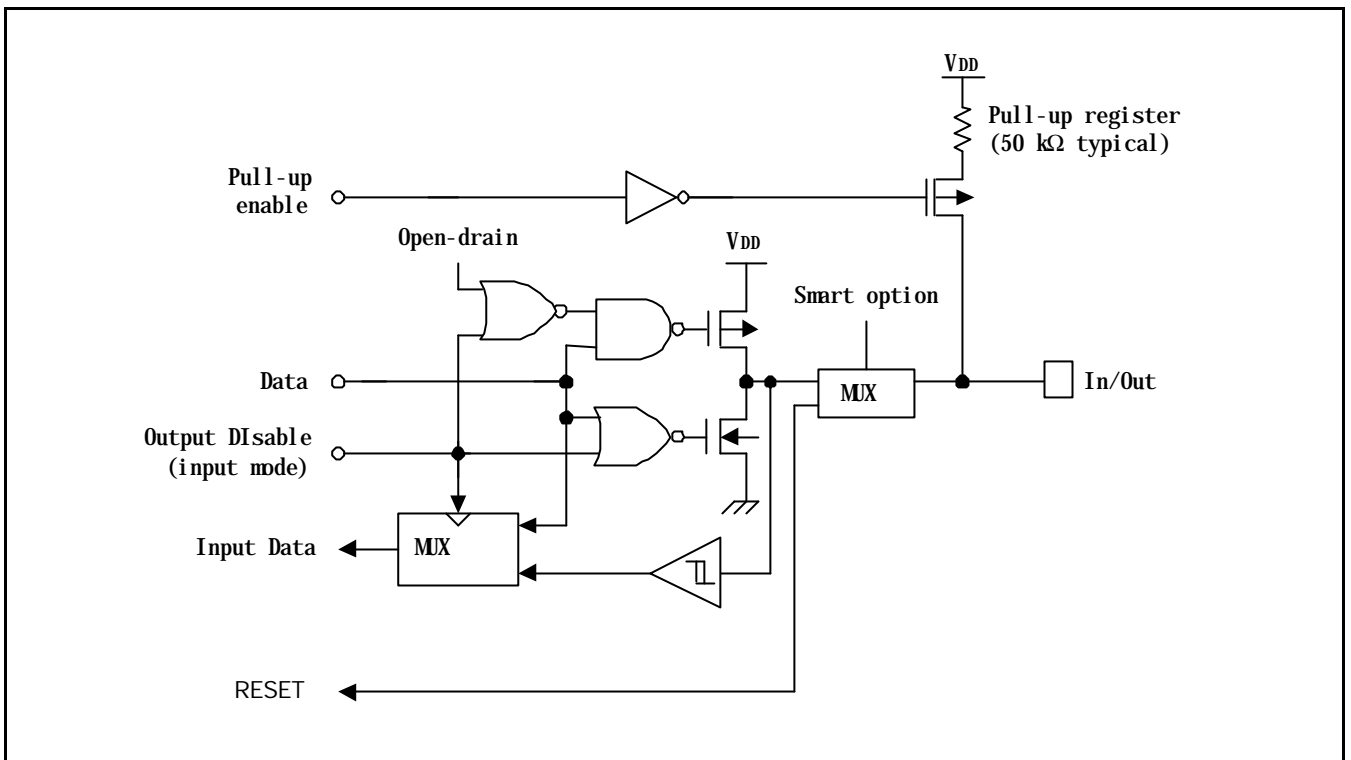 VDD
Pull-up register
(50 kΩ typical)
Pull-up
enable
Open-drain
VDD
Smart option
Data
MUX
In/Out
Output DIsable
(input mode)
Input Data
MUX
RESET